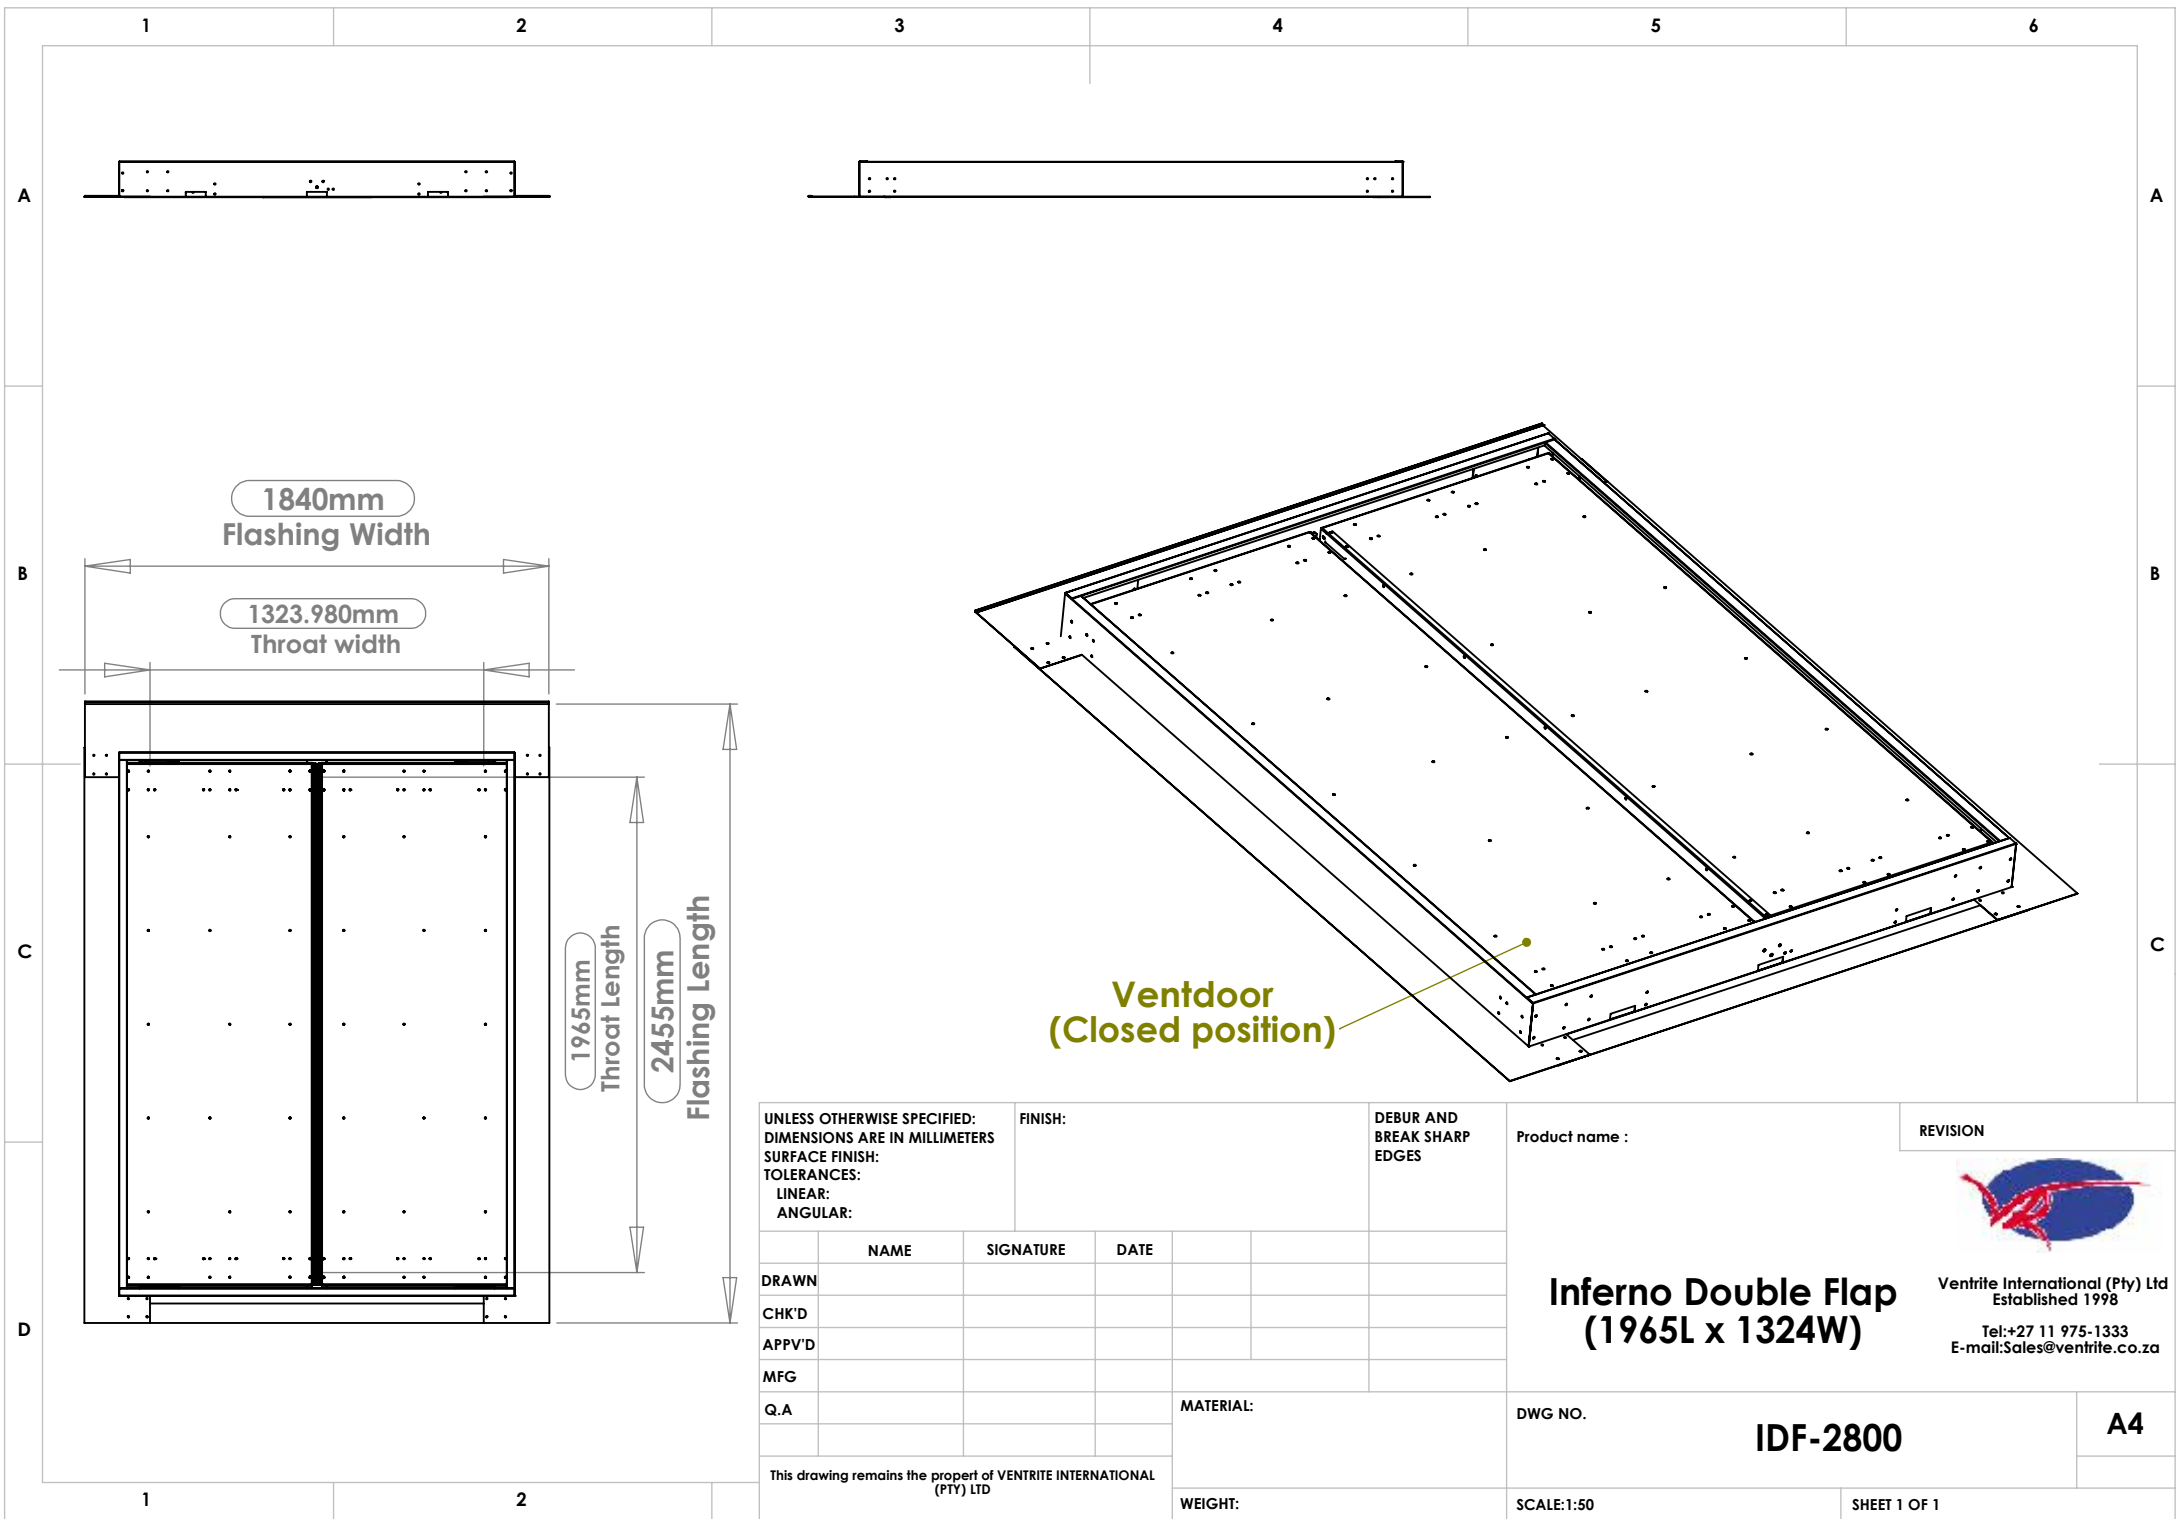 1 2 3 4 5 6
A A
B B
C C
D
1 2
1840mm
Flashing Width
1323.980mm
Throat width
1965mm
Throat Length
2455mm
Flashing Length
Ventdoor
(Closed position)
UNLESS OTHERWISE SPECIFIED:
DIMENSIONS ARE IN MILLIMETERS
SURFACE FINISH:
TOLERANCES:
LINEAR:
ANGULAR:
FINISH:
DEBUR AND
BREAK SHARP
EDGES
NAME SIGNATURE DATE
DRAWN
CHK'D
APPV'D
MFG
Q.A
MATERIAL:
WEIGHT:
This drawing remains the propert of VENTRITE INTERNATIONAL
(PTY) LTD
Product name :
REVISION
Inferno Double Flap
(1965L x 1324W)
VR
Ventrite International (Pty) Ltd
Established 1998
Tel:+27 11 975-1333
E-mail:Sales@ventrite.co.za
DWG NO.
IDF-2800
A4
SCALE:1:50
SHEET 1 OF 1